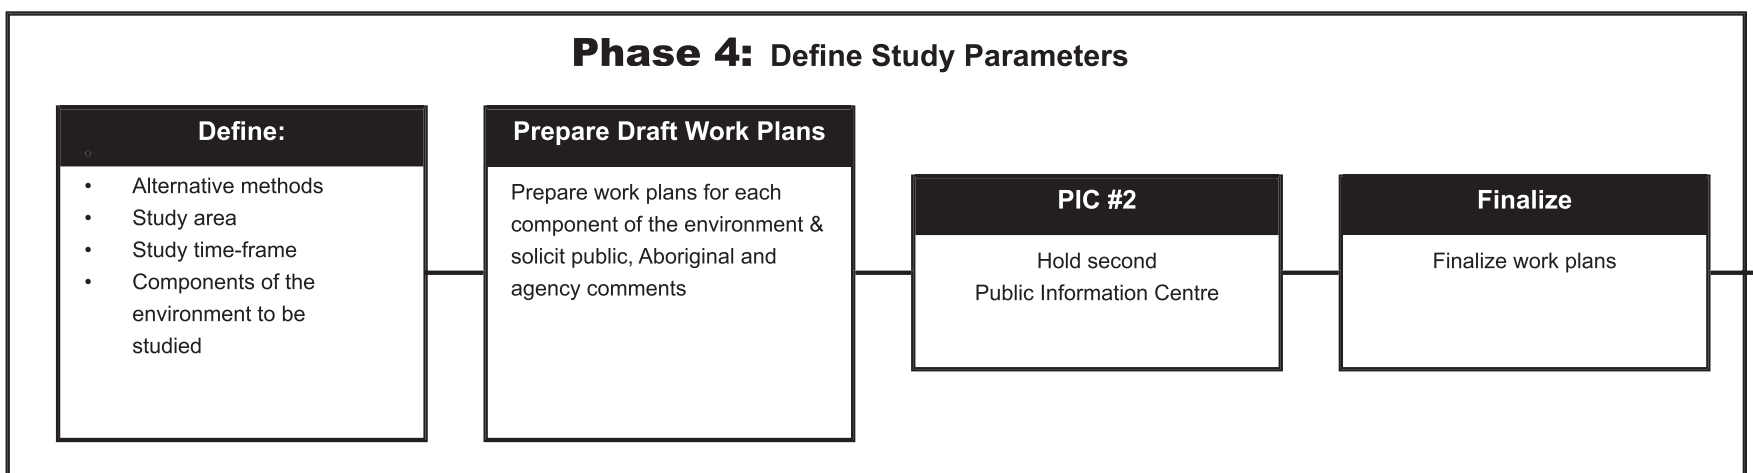 Phase 4: Define Study Parameters
Define:
• Alternative methods
• Study area
• Study time-frame
• Components of the
environment to be
studied
Prepare Draft Work Plans
Prepare work plans for each
component of the environment &
solicit public, Aboriginal and
agency comments
PIC #2
Hold second
Public Information Centre
Finalize
Finalize work plans